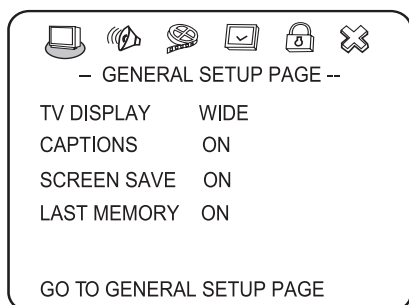 – GENERAL SETUP PAGE --
TV DISPLAY WIDE
CAPTIONS ON
SCREEN SAVE ON
LAST MEMORY ON
GO TO GENERAL SETUP PAGE